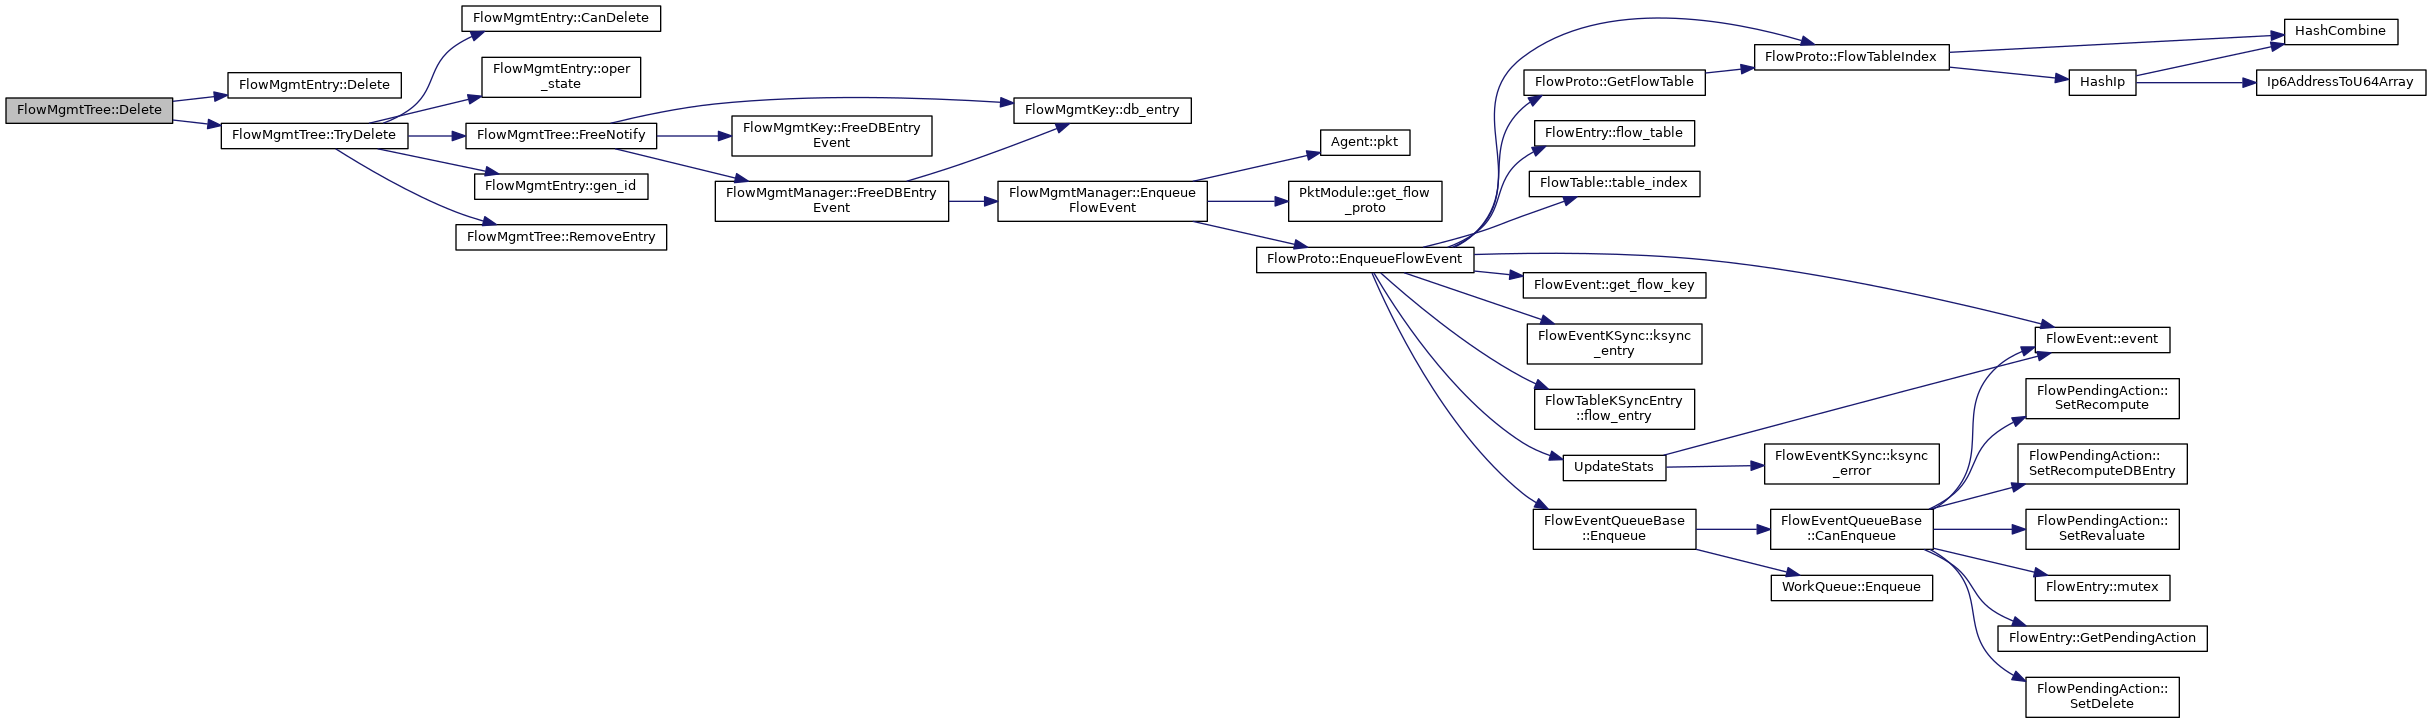 FlowMgmtTree::Delete
FlowMgmtEntry::Delete
FlowMgmtTree::TryDelete
FlowMgmtEntry::CanDelete
FlowMgmtEntry::oper
_state
FlowMgmtTree::FreeNotify
FlowMgmtEntry::gen_id
FlowMgmtTree::RemoveEntry
FlowMgmtKey::FreeDBEntry
Event
FlowMgmtManager::FreeDBEntry
Event
FlowMgmtKey::db_entry
FlowMgmtManager::Enqueue
FlowEvent
Agent::pkt
PktModule::get_flow
_proto
FlowProto::EnqueueFlowEvent
FlowProto::GetFlowTable
FlowEntry::flow_table
FlowTable::table_index
FlowEvent::get_flow_key
FlowEventKSync::ksync
_entry
FlowTableKSyncEntry
::flow_entry
UpdateStats
FlowEventQueueBase
::Enqueue
FlowProto::FlowTableIndex
FlowEventKSync::ksync
_error
FlowEventQueueBase
::CanEnqueue
WorkQueue::Enqueue
HashIp
FlowEvent::event
FlowPendingAction::
SetRecompute
FlowPendingAction::
SetRecomputeDBEntry
FlowPendingAction::
SetRevaluate
FlowEntry::mutex
FlowEntry::GetPendingAction
FlowPendingAction::
SetDelete
HashCombine
Ip6AddressToU64Array